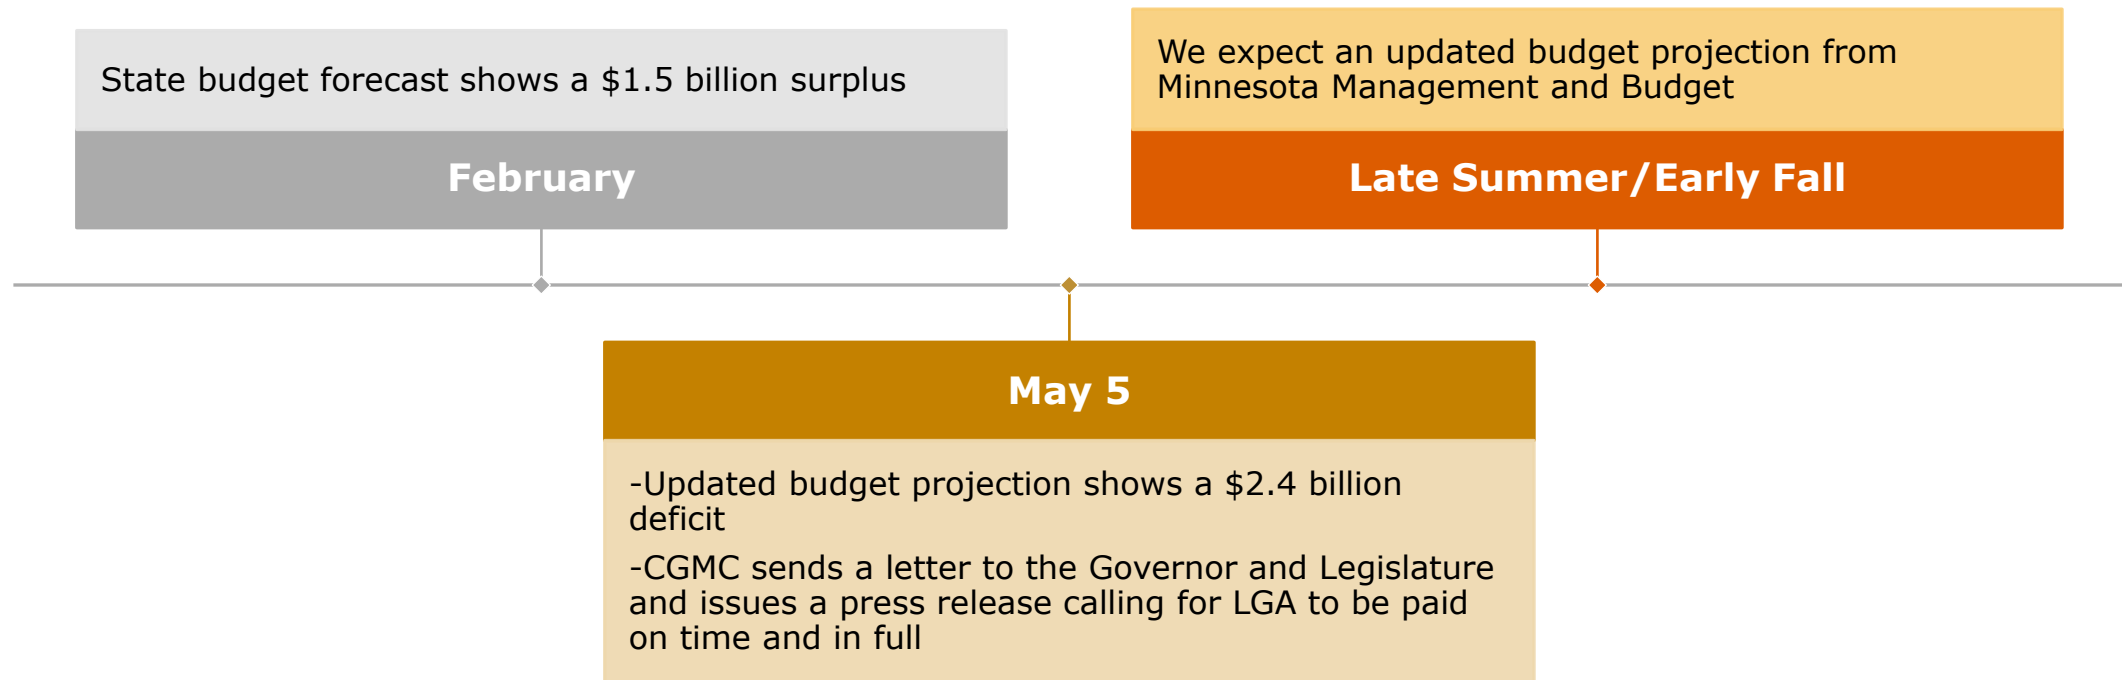 State budget forecast shows a $1.5 billion surplus
February
We expect an updated budget projection from
Minnesota Management and Budget
Late Summer/Early Fall
May 5
-Updated budget projection shows a $2.4 billion
deficit
-CGMC sends a letter to the Governor and Legislature
and issues a press release calling for LGA to be paid
on time and in full